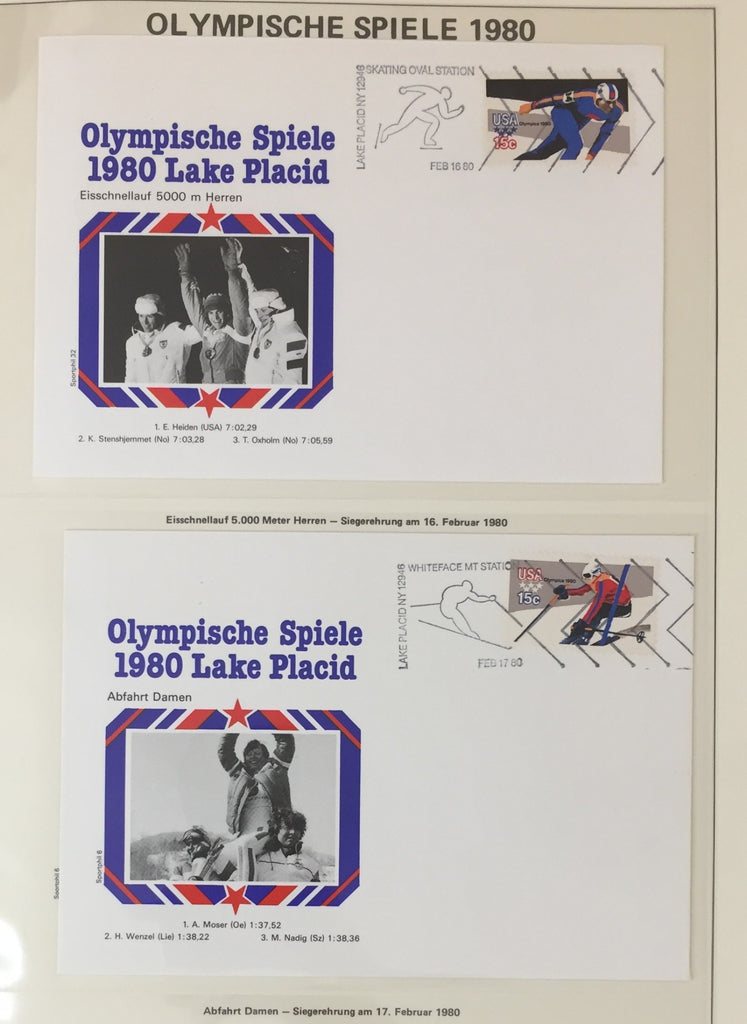 OLYMPISCHE SPIELE 1980
Olympische Spiele
1980 Lake Placid
Eisschnellauf 5000 m Herren
Sportphil 32
1. E. Heiden (USA) 7:02,29
2. K. Stenshjemmet (No) 7:03,28 3. T. Oxholm (No) 7:05,59
LAKE PLACID NY 12946
SKATING OVAL STATION
FEB 16 80
USA
Olympics 1980
15c
Eisschnellauf 5.000 Meter Herren — Siegerehrung am 16. Februar 1980
Olympische Spiele
1980 Lake Placid
Abfahrt Damen
Sportphil 6
Sportphil 6
1. A. Moser (Oe) 1:37,52
2. H. Wenzel (Lie) 1:38,22 3. M. Nadig (Sz) 1:38,36
LAKE PLACID NY 12946
WHITEFACE MT STATION
FEB 17 80
USA
Olympics 1980
15c
Abfahrt Damen — Siegerehrung am 17. Februar 1980